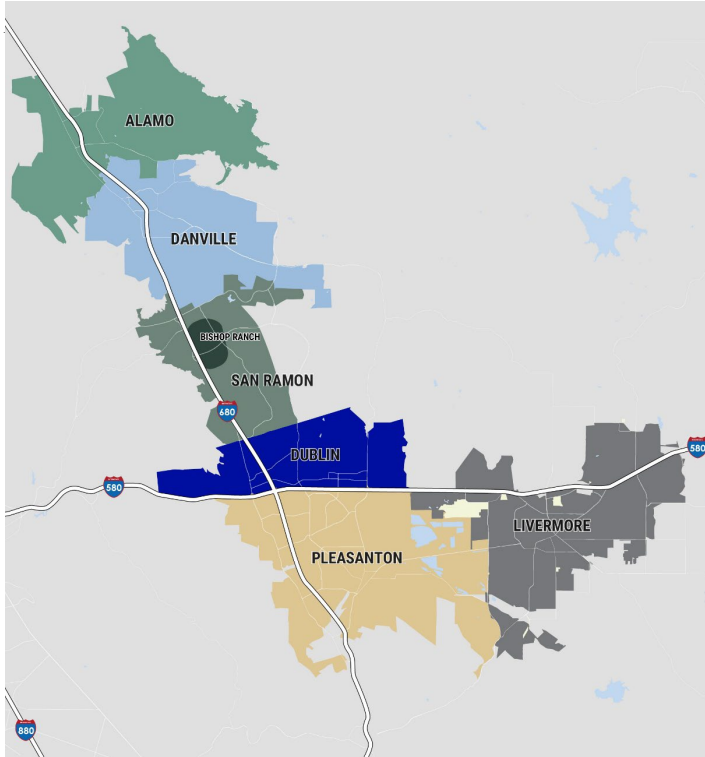 ALAMO
DANVILLE
BISHOP RANCH
SAN RAMON
680
DUBLIN
580
580
LIVERMORE
PLEASANTON
880